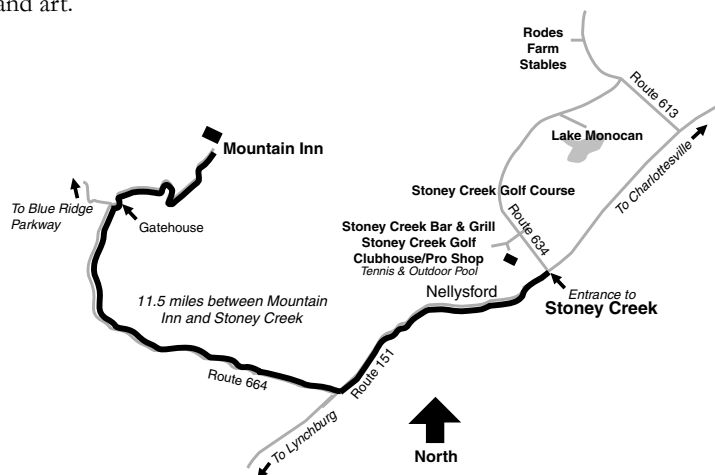 and art.
Rodes
Farm
Stables
Route 613
Lake Monocan
To Charlottesville
Mountain Inn
Stoney Creek Golf Course
To Blue Ridge
Parkway
Gatehouse
Route 634
Stoney Creek Bar & Grill
Stoney Creek Golf
Clubhouse/Pro Shop
Tennis & Outdoor Pool
Nellysford
Entrance to
Stoney Creek
11.5 miles between Mountain
Inn and Stoney Creek
Route 664
Route 151
To Lynchburg
North